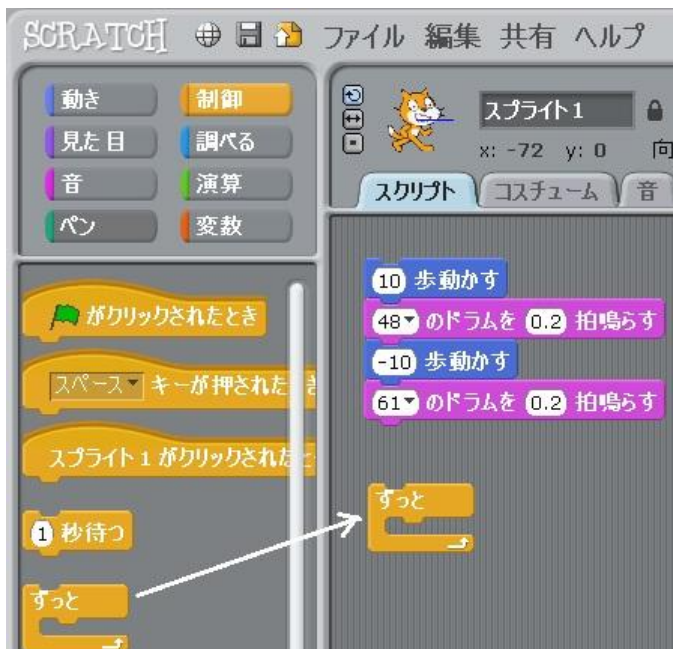 SCRATCH ファイル 編集 共有 ヘルプ
動き 制御
見た目 調べる
音 演算
ペン 変数
スプライト1
x: -72 y: 0 向
スクリプト コスチューム 音
がクリックされたとき
スペース キーが押されたとき
スプライト1がクリックされたと
1 秒待つ
ずっと
10 歩動かす
48 のドラムを 0.2 拍鳴らす
-10 歩動かす
61 のドラムを 0.2 拍鳴らす
ずっと